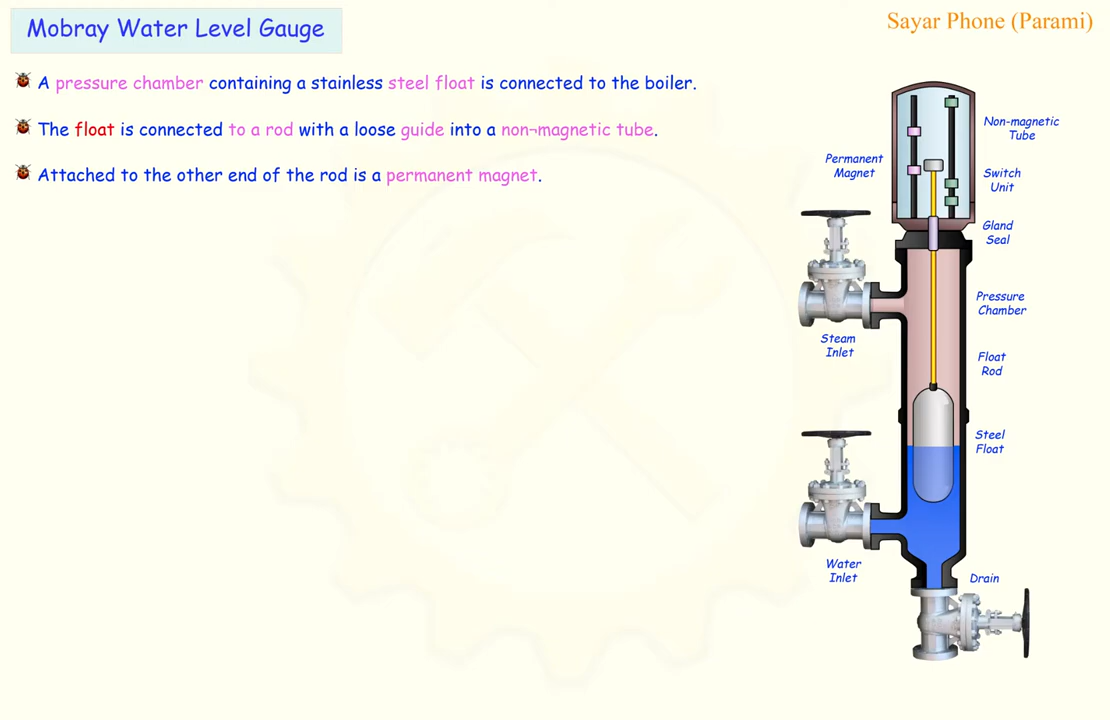 Mobray Water Level Gauge
Sayar Phone (Parami)
A pressure chamber containing a stainless steel float is connected to the boiler.
The float is connected to a rod with a loose guide into a non¬magnetic tube.
Attached to the other end of the rod is a permanent magnet.
Non-magnetic
Tube
Permanent
Magnet
Switch
Unit
Gland
Seal
Pressure
Chamber
Steam
Inlet
Float
Rod
Steel
Float
Water
Inlet
Drain